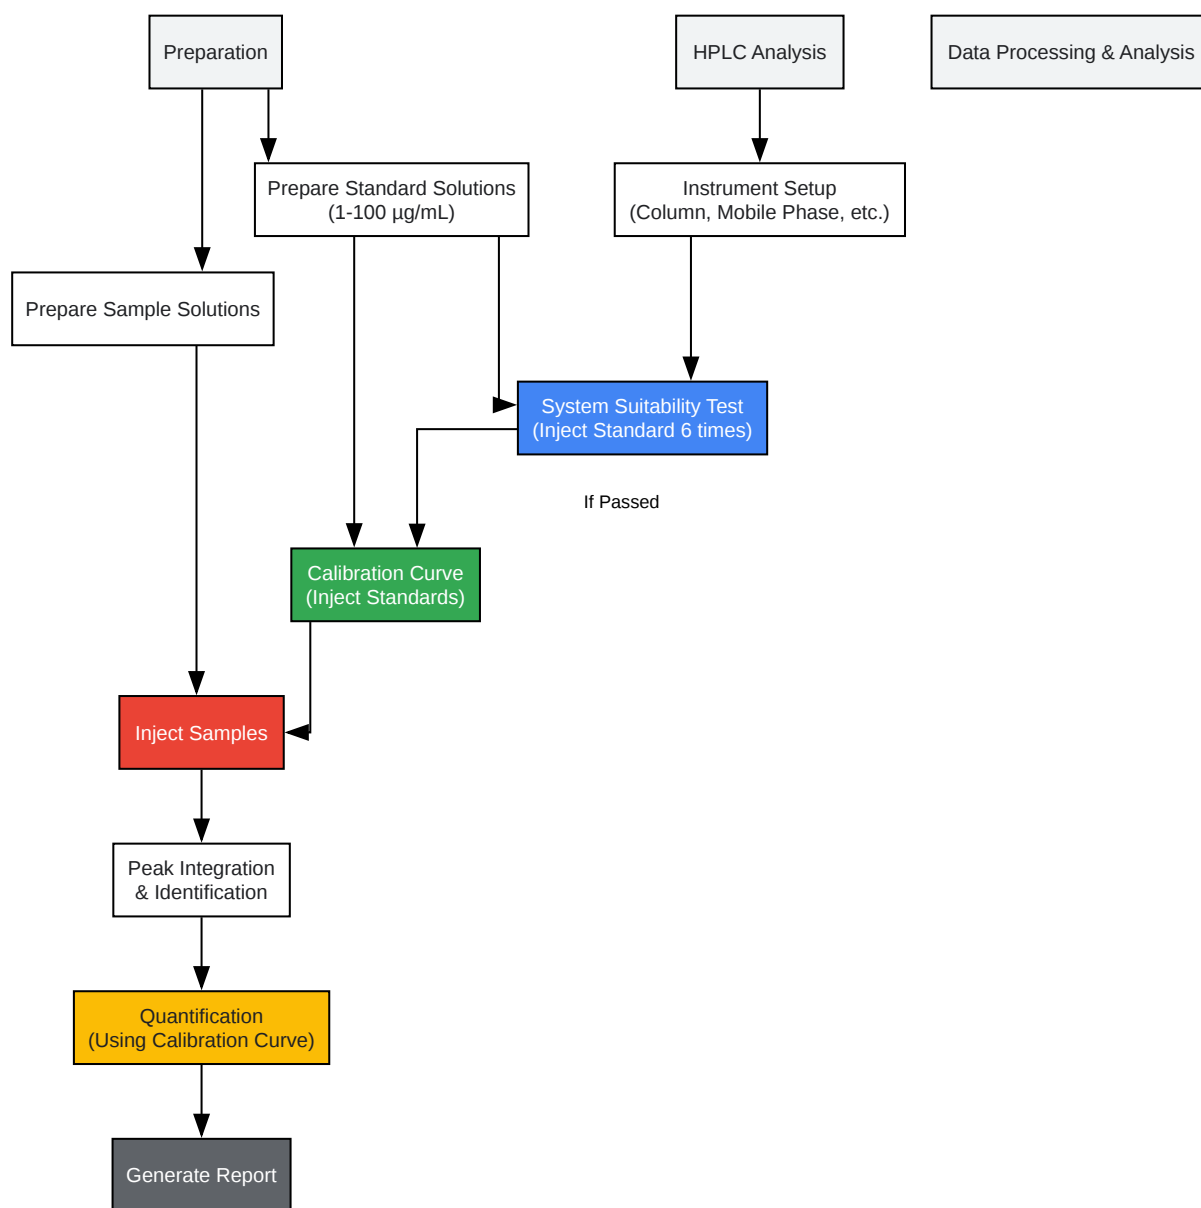 Preparation
HPLC Analysis
Data Processing & Analysis
Prepare Standard Solutions
(1-100 µg/mL)
Instrument Setup
(Column, Mobile Phase, etc.)
Prepare Sample Solutions
System Suitability Test
(Inject Standard 6 times)
If Passed
Calibration Curve
(Inject Standards)
Inject Samples
Peak Integration
& Identification
Quantification
(Using Calibration Curve)
Generate Report